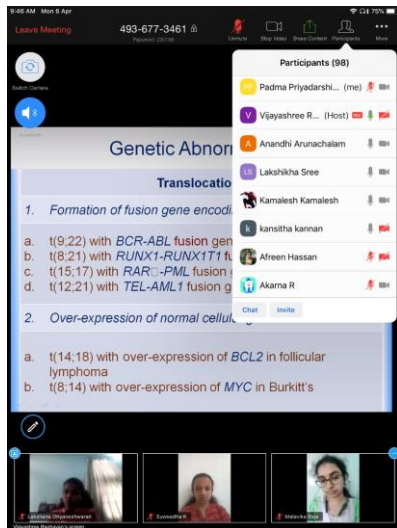 9:46 AM Mon 6 Apr
75%
Leave Meeting
493-677-3461
Unmute
Stop Video
Share Content
Participants
More
Switch Camera
Participants (98)
Padma Priyadarshi... (me)
Vijayashree R... (Host)
A Anandhi Arunachalam
LS Lakshikha Sree
Kamalesh Kamalesh
k kansitha kannan
Afreen Hassan
Akarna R
Chat Invite
Genetic Abnor
Translocatio
1. Formation of fusion gene encodi
a. t(9;22) with BCR-ABL fusion gen
b. t(8;21) with RUNX1-RUNX1T1 fu
c. t(15;17) with RAR□-PML fusion
d. t(12;21) with TEL-AML1 fusion g
2. Over-expression of normal cellul
a. t(14;18) with over-expression of BCL2 in follicular
lymphoma
b. t(8;14) with over-expression of MYC in Burkitt's
Suweedha K
Malavika Raja